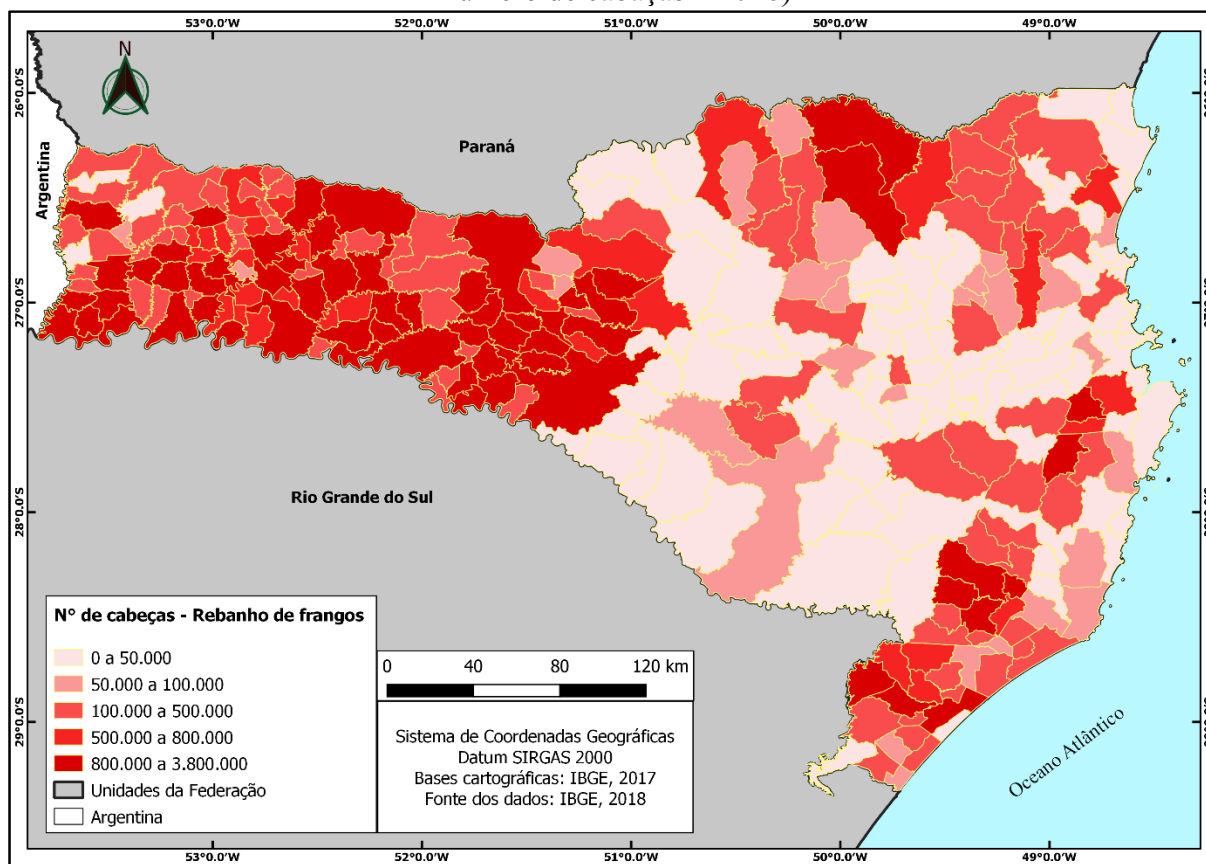 53°0.0'W 52°0.0'W 51°0.0'W 50°0.0'W 49°0.0'W
N
26°0.0'S
Paraná
Argentina
27°0.0'S
Rio Grande do Sul
28°0.0'S
N° de cabeças - Rebanho de frangos
0 a 50.000
50.000 a 100.000
100.000 a 500.000
500.000 a 800.000
800.000 a 3.800.000
Unidades da Federação
Argentina
0 40 80 120 km
Sistema de Coordenadas Geográficas
Datum SIRGAS 2000
Bases cartográficas: IBGE, 2017
Fonte dos dados: IBGE, 2018
29°0.0'S
Oceano Atlântico
53°0.0'W 52°0.0'W 51°0.0'W 50°0.0'W 49°0.0'W